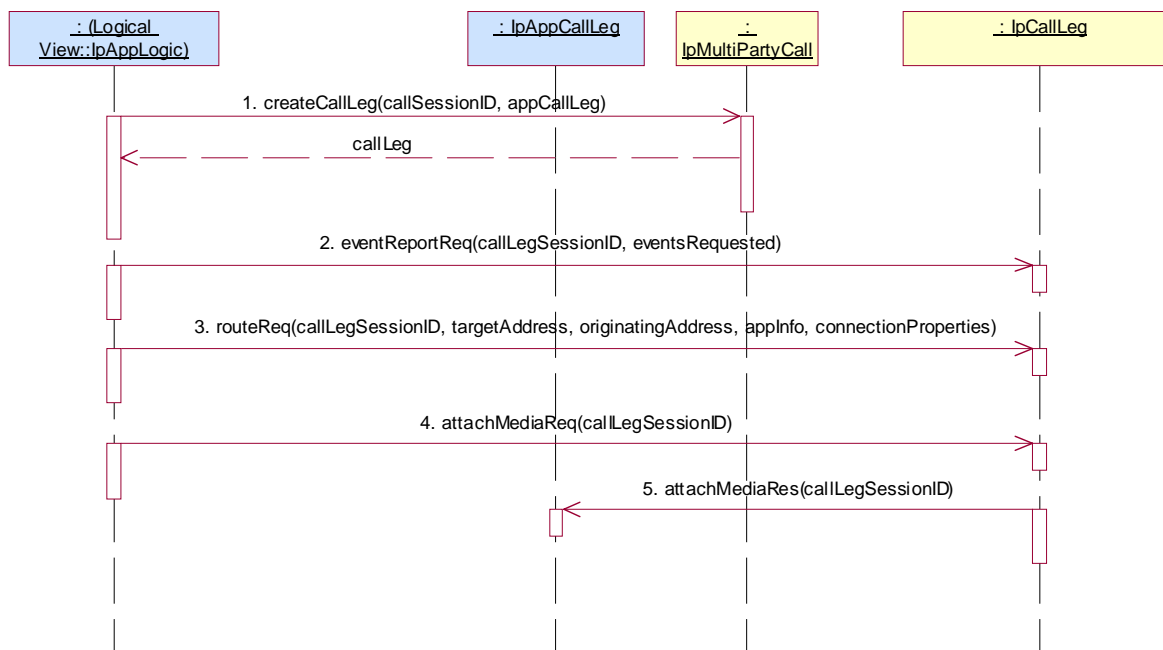 : (Logical
View::IpAppLogic)
: IpAppCallLeg
:
IpMultiPartyCall
: IpCallLeg
1. createCallLeg(callSessionID, appCallLeg)
callLeg
2. eventReportReq(callLegSessionID, eventsRequested)
3. routeReq(callLegSessionID, targetAddress, originatingAddress, appInfo, connectionProperties)
4. attachMediaReq(callLegSessionID)
5. attachMediaRes(callLegSessionID)